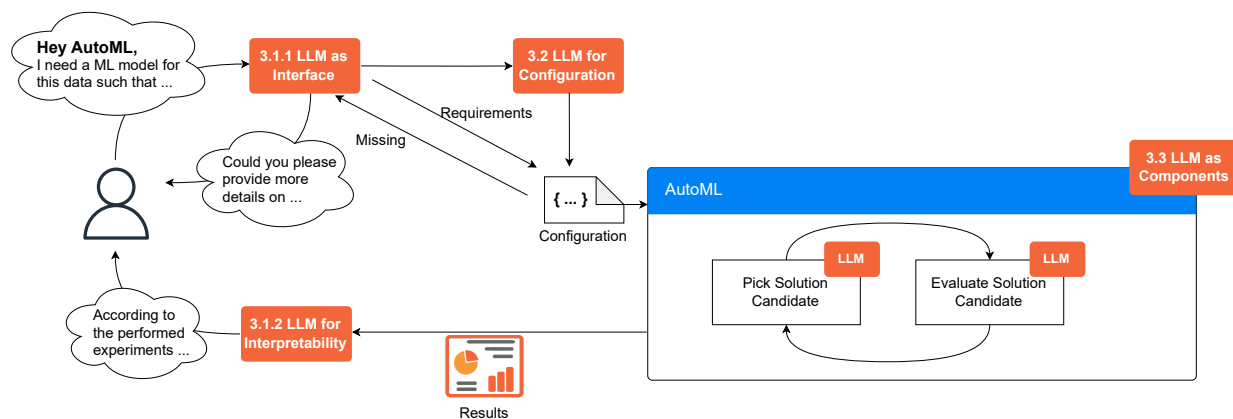 Hey AutoML,
I need a ML model for
this data such that ...
3.1.1 LLM as
Interface
3.2 LLM for
Configuration
Requirements
Missing
Could you please
provide more
details on ...
{ ... }
Configuration
3.3 LLM as
Components
AutoML
LLM
Pick Solution
Candidate
LLM
Evaluate Solution
Candidate
According to
the performed
experiments ...
3.1.2 LLM for
Interpretability
Results